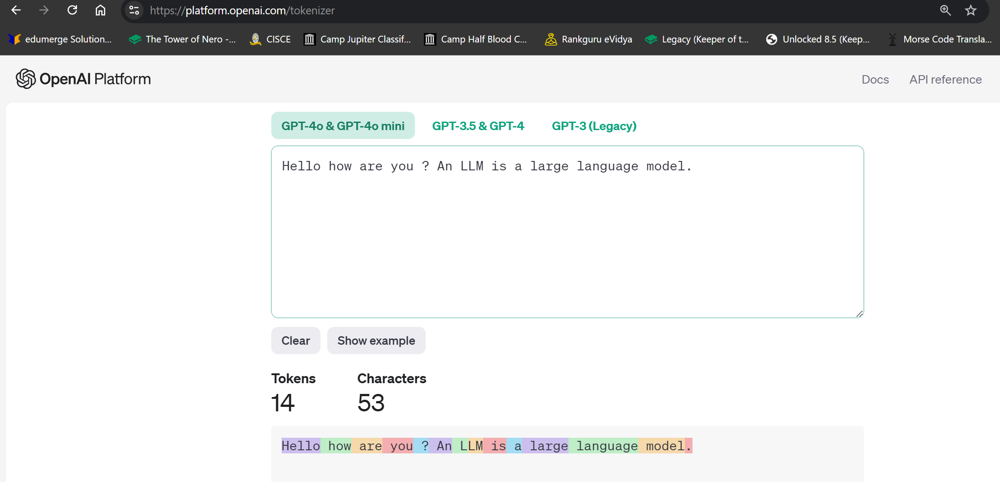 https://platform.openai.com/tokenizer
edumerge Solution... The Tower of Nero -... CISCE Camp Jupiter Classif... Camp Half Blood C... Rankguru eVidya Legacy (Keeper of t... Unlocked 8.5 (Keep... Morse Code Transla...
OpenAI Platform Docs API reference
GPT-4o & GPT-4o mini GPT-3.5 & GPT-4 GPT-3 (Legacy)
Hello how are you ? An LLM is a large language model.
Clear Show example
Tokens Characters
14 53
Hello how are you ? An LLM is a large language model.